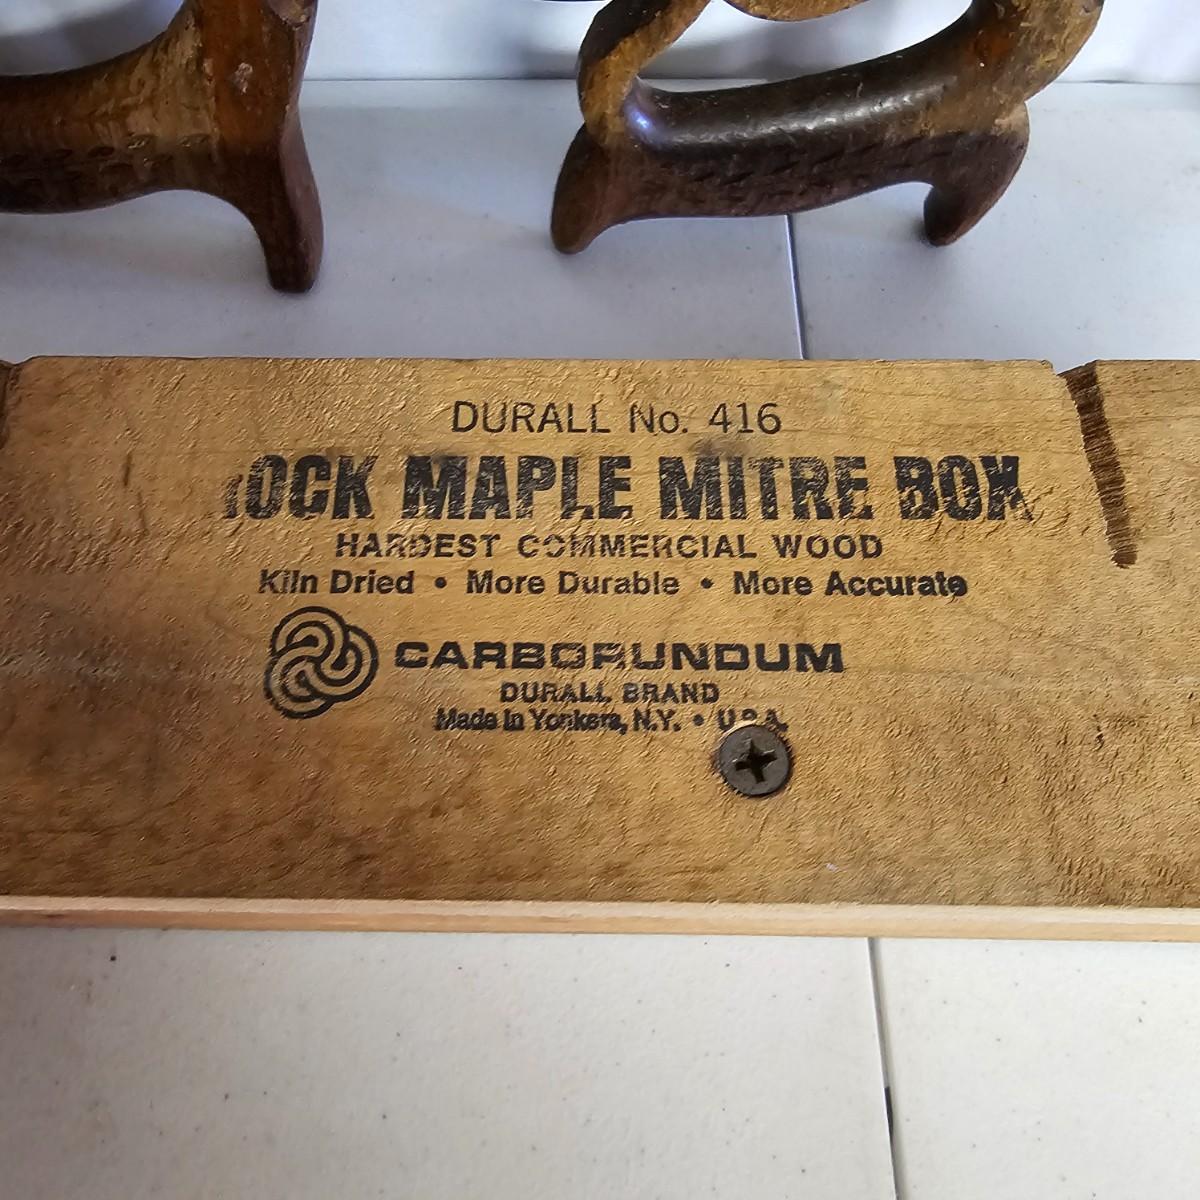 DURALL No. 416
ROCK MAPLE MITRE BOX
HARDEST COMMERCIAL WOOD
Kiln Dried • More Durable • More Accurate
CARBORUNDUM
DURALL BRAND
Made In Yonkers, N.Y. • U.S.A.